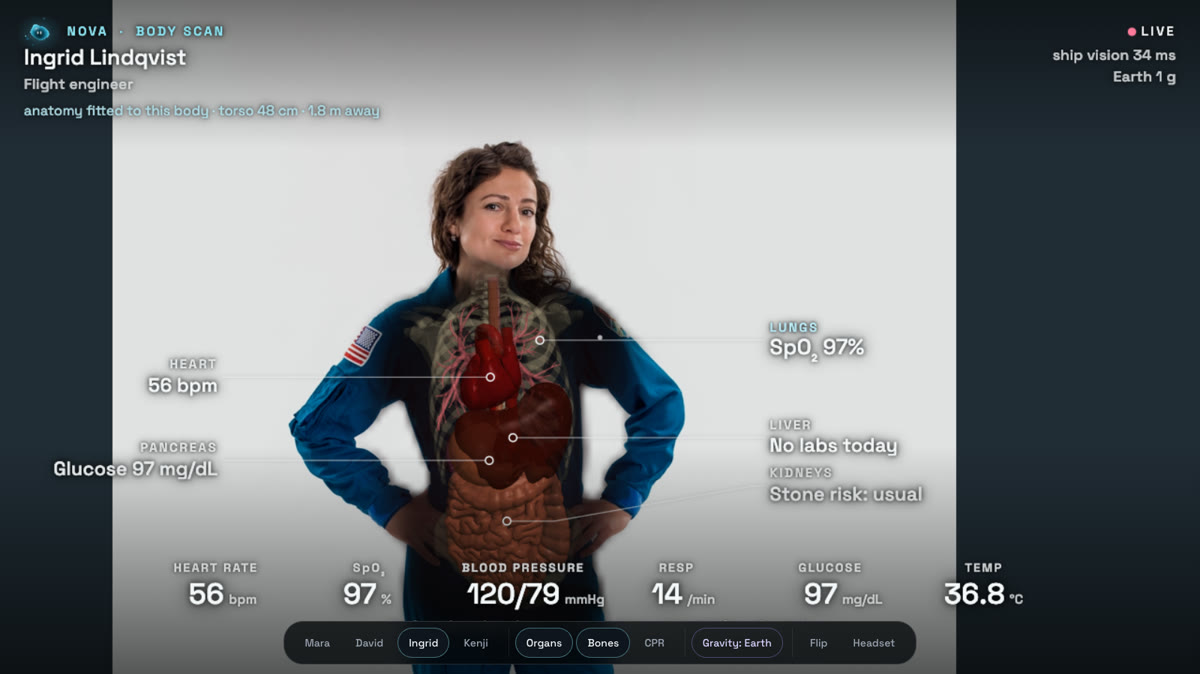 NOVA · BODY SCAN
Ingrid Lindqvist
Flight engineer
anatomy fitted to this body · torso 48 cm · 1.8 m away
LIVE
ship vision 34 ms
Earth 1 g
HEART
56 bpm
PANCREAS
Glucose 97 mg/dL
LUNGS
SpO₂ 97%
LIVER
No labs today
KIDNEYS
Stone risk: usual
HEART RATE
56 bpm
SpO₂
97 %
BLOOD PRESSURE
120/79 mmHg
RESP
14 /min
GLUCOSE
97 mg/dL
TEMP
36.8 °C
Mara David Ingrid Kenji Organs Bones CPR Gravity: Earth Flip Headset